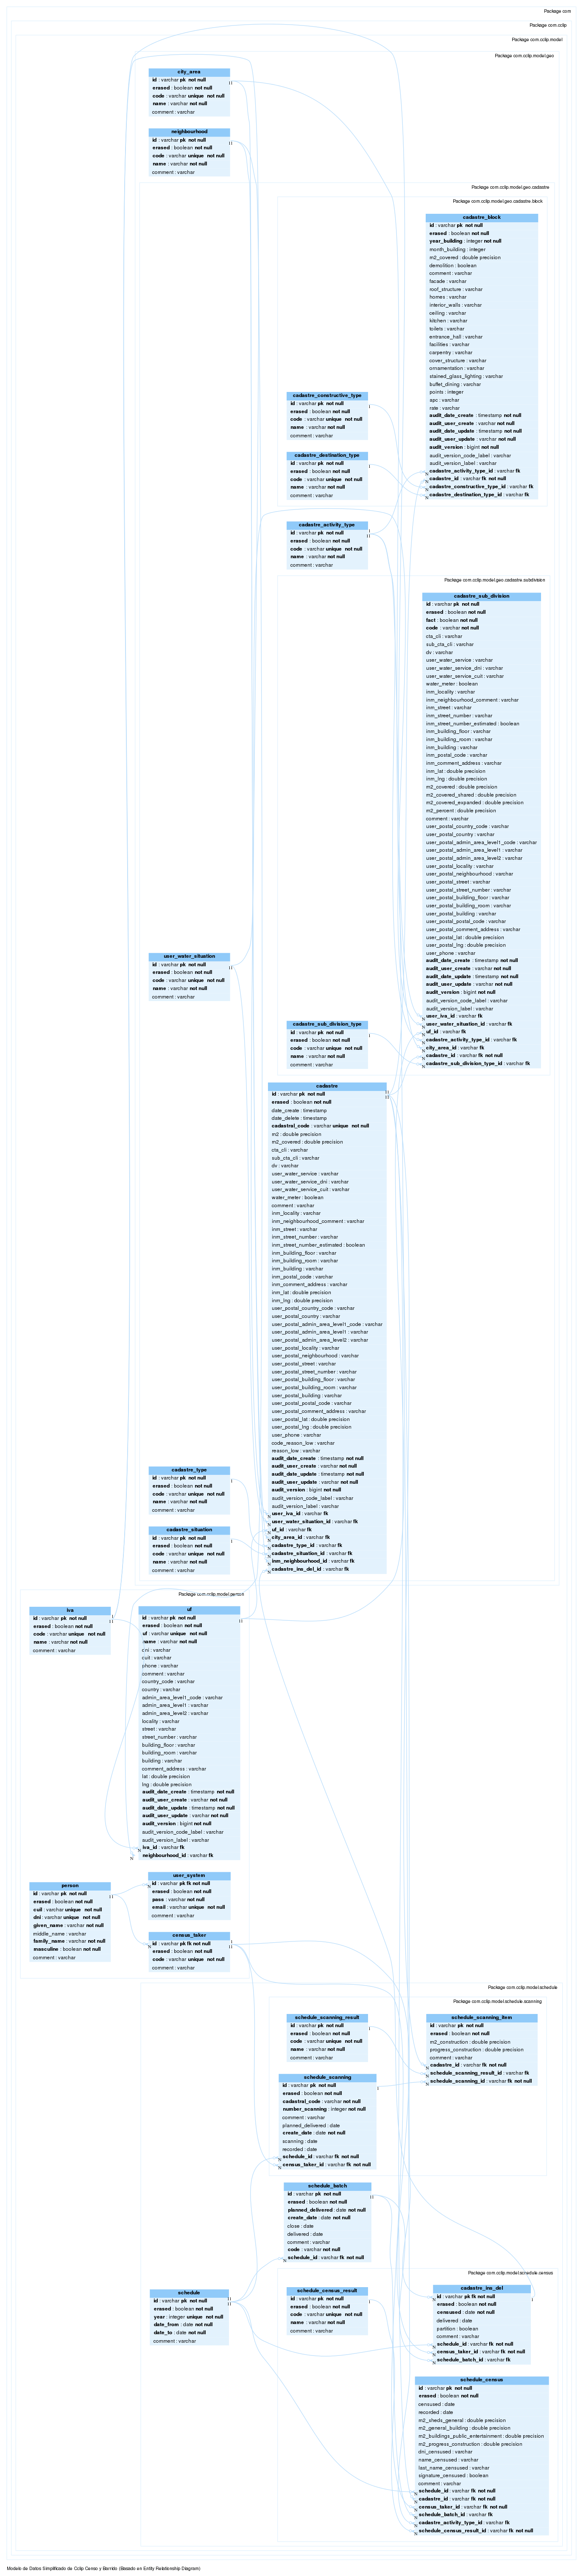 Package com
Package com.cclip
Package com.cclip.model
Package com.cclip.model.geo
city_area
id : varchar pk not null
erased : boolean not null
code : varchar unique not null
name : varchar not null
comment : varchar
neighbourhood
id : varchar pk not null
erased : boolean not null
code : varchar unique not null
name : varchar not null
comment : varchar
Package com.cclip.model.geo.cadastre
Package com.cclip.model.geo.cadastre.block
cadastre_block
id : varchar pk not null
erased : boolean not null
year_building : integer not null
month_building : integer
m2_covered : double precision
demolition : boolean
comment : varchar
facade : varchar
roof_structure : varchar
homes : varchar
interior_walls : varchar
ceiling : varchar
kitchen : varchar
toilets : varchar
entrance_hall : varchar
facilities : varchar
carpentry : varchar
cover_structure : varchar
ornamentation : varchar
stained_glass_lighting : varchar
buffet_dining : varchar
points : integer
apc : varchar
rate : varchar
audit_date_create : timestamp not null
audit_user_create : varchar not null
audit_date_update : timestamp not null
audit_user_update : varchar not null
audit_version : bigint not null
audit_version_code_label : varchar
audit_version_label : varchar
cadastre_activity_type_id : varchar fk
cadastre_id : varchar fk not null
cadastre_constructive_type_id : varchar fk
cadastre_destination_type_id : varchar fk
cadastre_constructive_type
id : varchar pk not null
erased : boolean not null
code : varchar unique not null
name : varchar not null
comment : varchar
cadastre_destination_type
id : varchar pk not null
erased : boolean not null
code : varchar unique not null
name : varchar not null
comment : varchar
cadastre_activity_type
id : varchar pk not null
erased : boolean not null
code : varchar unique not null
name : varchar not null
comment : varchar
Package com.cclip.model.geo.cadastre.subdivision
cadastre_sub_division
id : varchar pk not null
erased : boolean not null
fact : boolean not null
code : varchar not null
cta_cli : varchar
sub_cta_cli : varchar
dv : varchar
user_water_service : varchar
user_water_service_dni : varchar
user_water_service_cuit : varchar
water_meter : boolean
inm_locality : varchar
inm_neighbourhood_comment : varchar
inm_street : varchar
inm_street_number : varchar
inm_street_number_estimated : boolean
inm_building_floor : varchar
inm_building_room : varchar
inm_building : varchar
inm_postal_code : varchar
inm_comment_address : varchar
inm_lat : double precision
inm_lng : double precision
m2_covered : double precision
m2_covered_shared : double precision
m2_covered_expanded : double precision
m2_percent : double precision
comment : varchar
user_postal_country_code : varchar
user_postal_country : varchar
user_postal_admin_area_level1_code : varchar
user_postal_admin_area_level1 : varchar
user_postal_admin_area_level2 : varchar
user_postal_locality : varchar
user_postal_neighbourhood : varchar
user_postal_street : varchar
user_postal_street_number : varchar
user_postal_building_floor : varchar
user_postal_building_room : varchar
user_postal_building : varchar
user_postal_postal_code : varchar
user_postal_comment_address : varchar
user_postal_lat : double precision
user_postal_lng : double precision
user_phone : varchar
audit_date_create : timestamp not null
audit_user_create : varchar not null
audit_date_update : timestamp not null
audit_user_update : varchar not null
audit_version : bigint not null
audit_version_code_label : varchar
audit_version_label : varchar
user_iva_id : varchar fk
user_water_situation_id : varchar fk
uf_id : varchar fk
cadastre_activity_type_id : varchar fk
city_area_id : varchar fk
cadastre_id : varchar fk not null
cadastre_sub_division_type_id : varchar fk
user_water_situation
id : varchar pk not null
erased : boolean not null
code : varchar unique not null
name : varchar not null
comment : varchar
cadastre_sub_division_type
id : varchar pk not null
erased : boolean not null
code : varchar unique not null
name : varchar not null
comment : varchar
cadastre
id : varchar pk not null
erased : boolean not null
date_create : timestamp
date_delete : timestamp
cadastral_code : varchar unique not null
m2 : double precision
m2_covered : double precision
cta_cli : varchar
sub_cta_cli : varchar
dv : varchar
user_water_service : varchar
user_water_service_dni : varchar
user_water_service_cuit : varchar
water_meter : boolean
comment : varchar
inm_locality : varchar
inm_neighbourhood_comment : varchar
inm_street : varchar
inm_street_number : varchar
inm_street_number_estimated : boolean
inm_building_floor : varchar
inm_building_room : varchar
inm_building : varchar
inm_postal_code : varchar
inm_comment_address : varchar
inm_lat : double precision
inm_lng : double precision
user_postal_country_code : varchar
user_postal_country : varchar
user_postal_admin_area_level1_code : varchar
user_postal_admin_area_level1 : varchar
user_postal_admin_area_level2 : varchar
user_postal_locality : varchar
user_postal_neighbourhood : varchar
user_postal_street : varchar
user_postal_street_number : varchar
user_postal_building_floor : varchar
user_postal_building_room : varchar
user_postal_building : varchar
user_postal_postal_code : varchar
user_postal_comment_address : varchar
user_postal_lat : double precision
user_postal_lng : double precision
user_phone : varchar
code_reason_low : varchar
reason_low : varchar
audit_date_create : timestamp not null
audit_user_create : varchar not null
audit_date_update : timestamp not null
audit_user_update : varchar not null
audit_version : bigint not null
audit_version_code_label : varchar
audit_version_label : varchar
user_iva_id : varchar fk
user_water_situation_id : varchar fk
uf_id : varchar fk
city_area_id : varchar fk
cadastre_type_id : varchar fk
cadastre_situation_id : varchar fk
inm_neighbourhood_id : varchar fk
cadastre_ins_del_id : varchar fk
cadastre_type
id : varchar pk not null
erased : boolean not null
code : varchar unique not null
name : varchar not null
comment : varchar
cadastre_situation
id : varchar pk not null
erased : boolean not null
code : varchar unique not null
name : varchar not null
comment : varchar
Package com.cclip.model.person
iva
id : varchar pk not null
erased : boolean not null
code : varchar unique not null
name : varchar not null
comment : varchar
uf
id : varchar pk not null
erased : boolean not null
uf : varchar unique not null
name : varchar not null
dni : varchar
cuit : varchar
phone : varchar
comment : varchar
country_code : varchar
country : varchar
admin_area_level1_code : varchar
admin_area_level1 : varchar
admin_area_level2 : varchar
locality : varchar
street : varchar
street_number : varchar
building_floor : varchar
building_room : varchar
building : varchar
comment_address : varchar
lat : double precision
lng : double precision
audit_date_create : timestamp not null
audit_user_create : varchar not null
audit_date_update : timestamp not null
audit_user_update : varchar not null
audit_version : bigint not null
audit_version_code_label : varchar
audit_version_label : varchar
iva_id : varchar fk
neighbourhood_id : varchar fk
person
id : varchar pk not null
erased : boolean not null
cuil : varchar unique not null
dni : varchar unique not null
given_name : varchar not null
middle_name : varchar
family_name : varchar not null
masculine : boolean not null
comment : varchar
user_system
id : varchar pk fk not null
erased : boolean not null
pass : varchar not null
email : varchar unique not null
comment : varchar
census_taker
id : varchar pk fk not null
erased : boolean not null
code : varchar unique not null
comment : varchar
Package com.cclip.model.schedule
Package com.cclip.model.schedule.scanning
schedule_scanning_result
id : varchar pk not null
erased : boolean not null
code : varchar unique not null
name : varchar not null
comment : varchar
schedule_scanning_item
id : varchar pk not null
erased : boolean not null
m2_construction : double precision
progress_construction : double precision
comment : varchar
cadastre_id : varchar fk not null
schedule_scanning_result_id : varchar fk
schedule_scanning_id : varchar fk not null
schedule_scanning
id : varchar pk not null
erased : boolean not null
cadastral_code : varchar not null
number_scanning : integer not null
comment : varchar
planned_delivered : date
create_date : date not null
scanning : date
recorded : date
schedule_id : varchar fk not null
census_taker_id : varchar fk not null
schedule_batch
id : varchar pk not null
erased : boolean not null
planned_delivered : date not null
create_date : date not null
close : date
delivered : date
comment : varchar
code : varchar not null
schedule_id : varchar fk not null
Package com.cclip.model.schedule.census
schedule
id : varchar pk not null
erased : boolean not null
year : integer unique not null
date_from : date not null
date_to : date not null
comment : varchar
schedule_census_result
id : varchar pk not null
erased : boolean not null
code : varchar unique not null
name : varchar not null
comment : varchar
cadastre_ins_del
id : varchar pk fk not null
erased : boolean not null
censused : date not null
delivered : date
partition : boolean
comment : varchar
schedule_id : varchar fk not null
census_taker_id : varchar fk not null
schedule_batch_id : varchar fk
schedule_census
id : varchar pk not null
erased : boolean not null
censused : date
recorded : date
m2_sheds_general : double precision
m2_general_building : double precision
m2_buildings_public_entertainment : double precision
m2_progress_construction : double precision
dni_censused : varchar
name_censused : varchar
last_name_censused : varchar
signature_censused : boolean
comment : varchar
schedule_id : varchar fk not null
cadastre_id : varchar fk not null
census_taker_id : varchar fk not null
schedule_batch_id : varchar fk
cadastre_activity_type_id : varchar fk
schedule_census_result_id : varchar fk not null
Modelo de Datos Simplificado de Cclip Censo y Barrido (Basado en Entity Relationship Diagram)